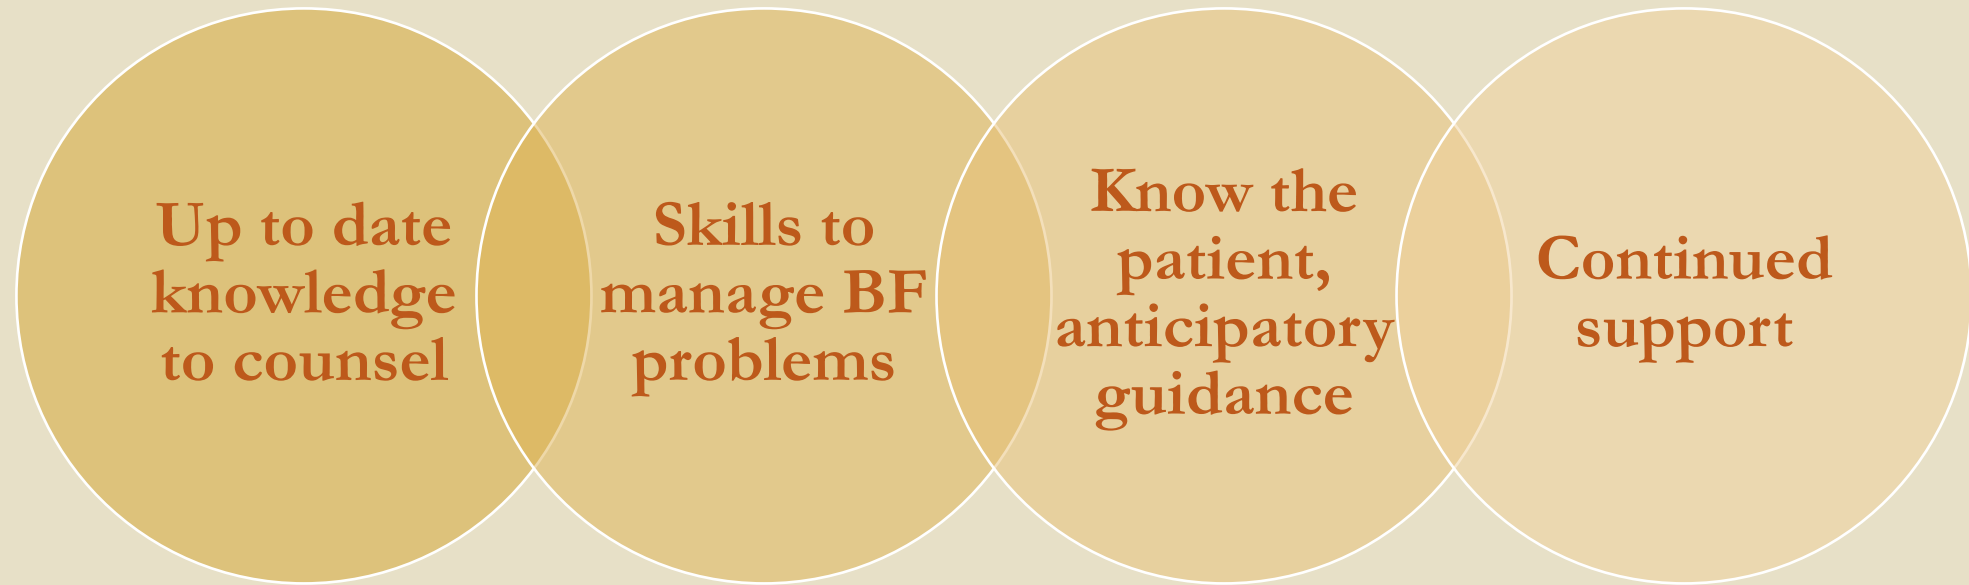 Up to date
knowledge
to counsel
Skills to
manage BF
problems
Know the
patient,
anticipatory
guidance
Continued
support